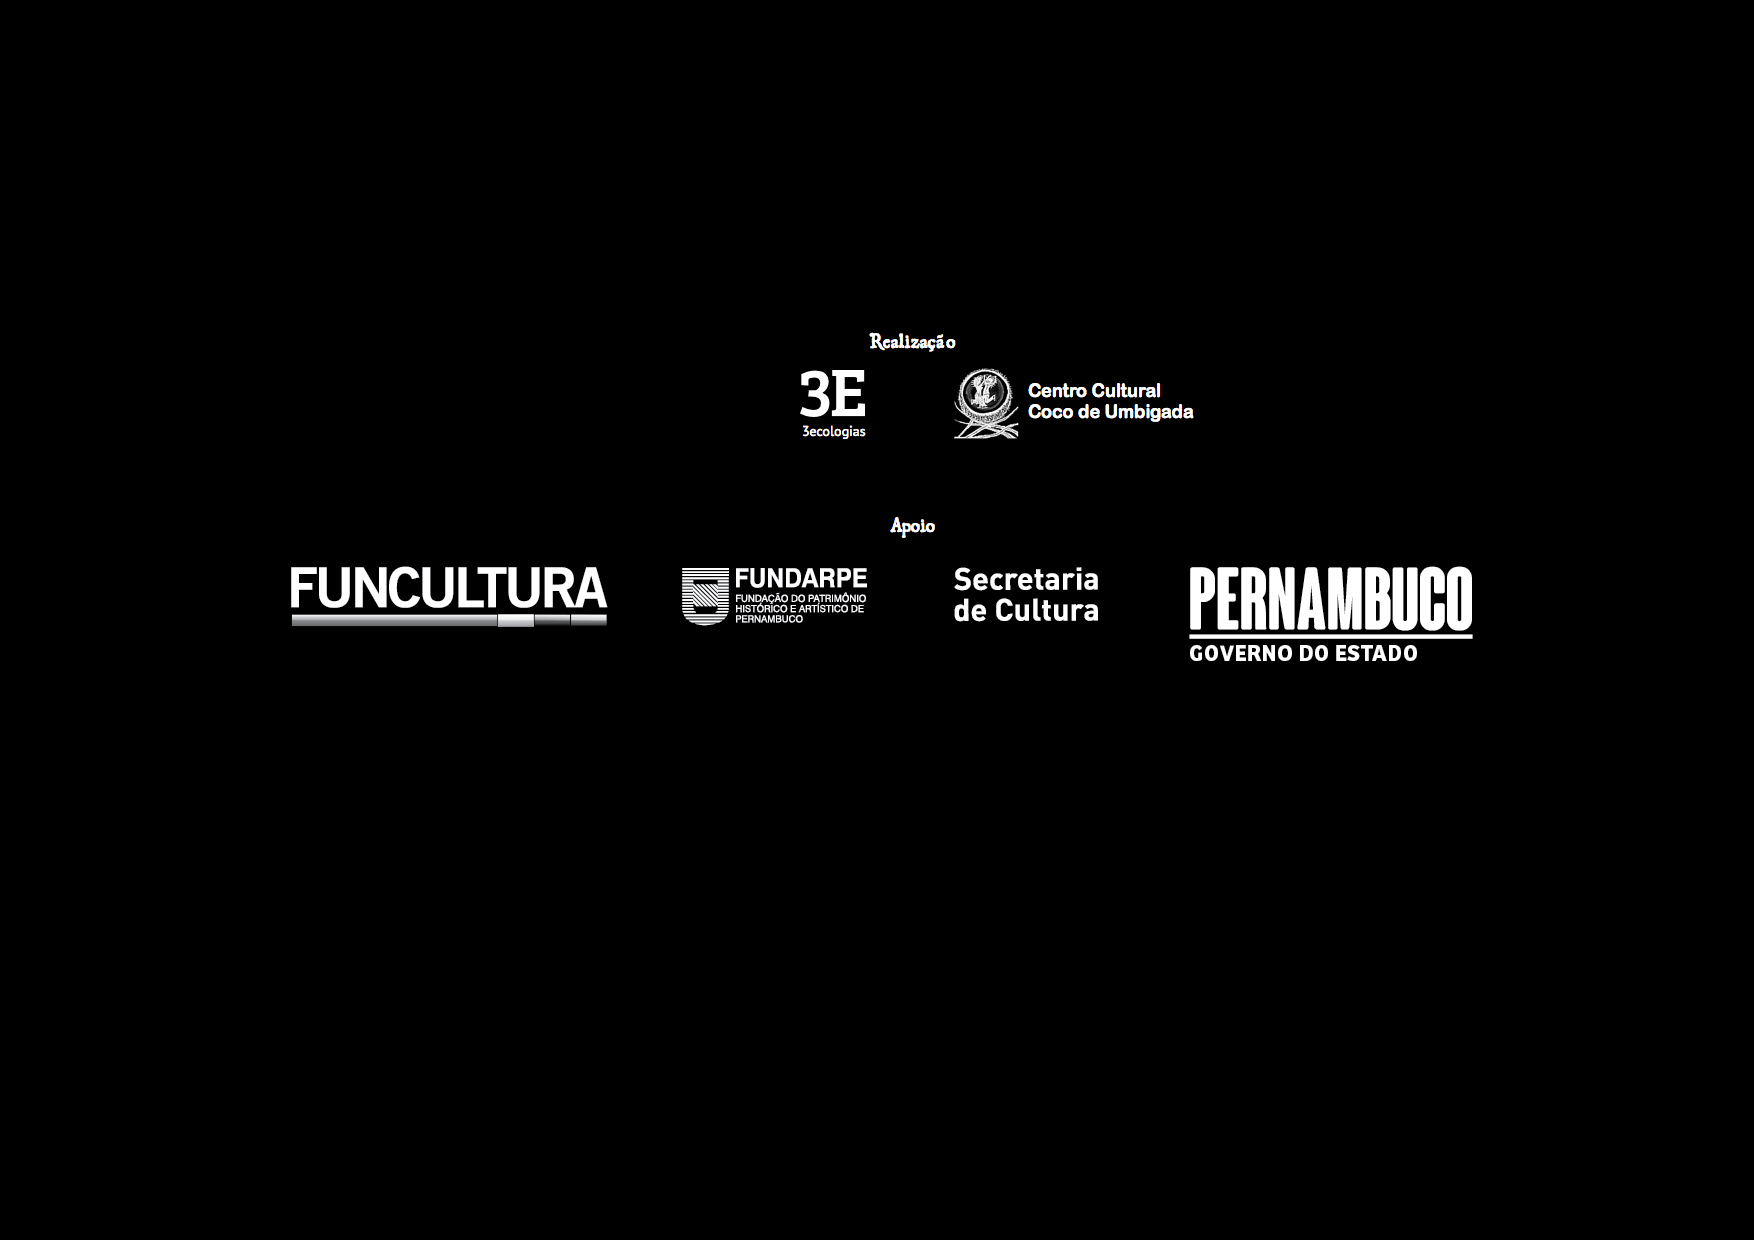 Realização
3E
3ecologias
Centro Cultural
Coco de Umbigada
Apoio
FUNCULTURA
FUNDARPE
FUNDAÇÃO DO PATRIMÔNIO
HISTÓRICO E ARTÍSTICO DE
PERNAMBUCO
Secretaria
de Cultura
PERNAMBUCO
GOVERNO DO ESTADO